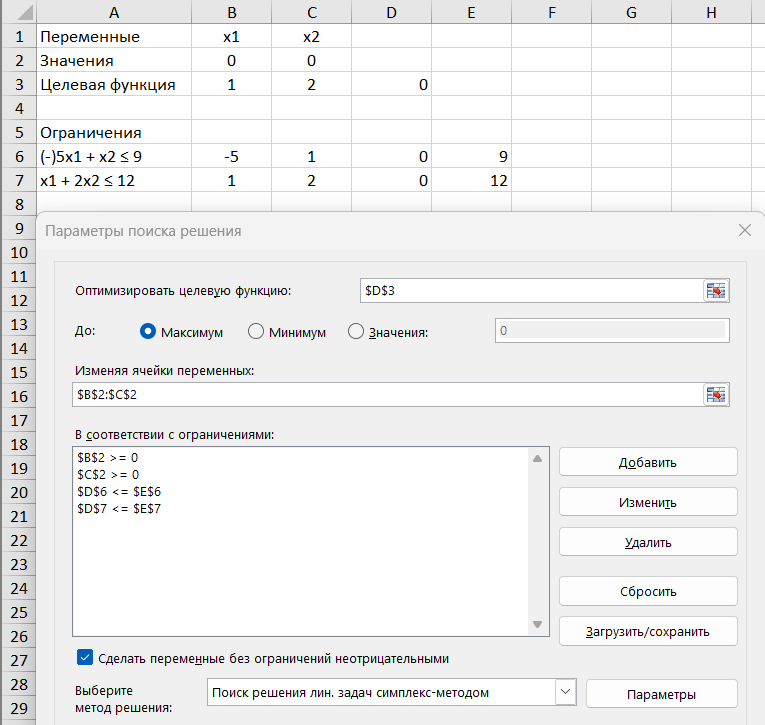 A B C D E F G H
1 Переменные x1 x2
2 Значения 0 0
3 Целевая функция 1 2 0
4
5 Ограничения
6 (-)5x1 + x2 ≤ 9 -5 1 0 9
7 x1 + 2x2 ≤ 12 1 2 0 12
8
9 Параметры поиска решения
10
11
12 Оптимизировать целевую функцию: $D$3
13
14 До: Максимум Минимум Значения: 0
15
16 Изменяя ячейки переменных:
17 $B$2:$C$2
18 В соответствии с ограничениями:
19 $B$2 >= 0 Добавить
$C$2 >= 0
20 $D$6 <= $E$6
21 $D$7 <= $E$7 Изменить
22 Удалить
23
24 Сбросить
25
26 Загрузить/сохранить
27 Сделать переменные без ограничений неотрицательными
28 Выберите
метод решения: Поиск решения лин. задач симплекс-методом Параметры
29